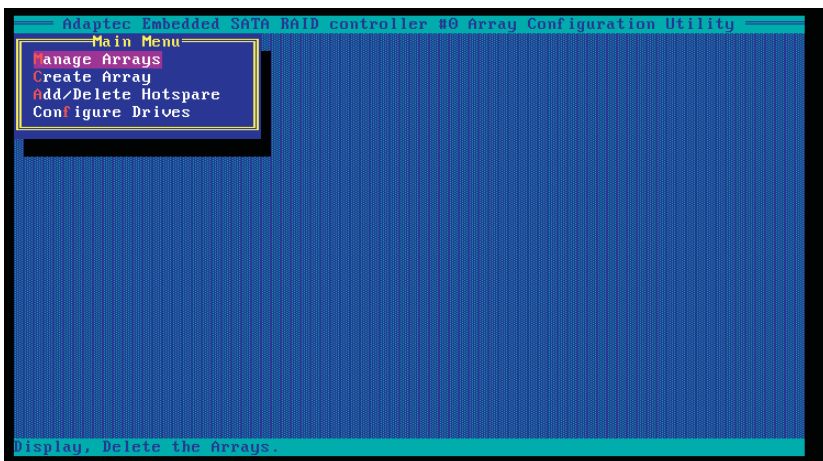 Adaptec Embedded SATA RAID controller #0 Array Configuration Utility
Main Menu
Manage Arrays
Create Array
Add/Delete Hotspare
Configure Drives
Display, Delete the Arrays.